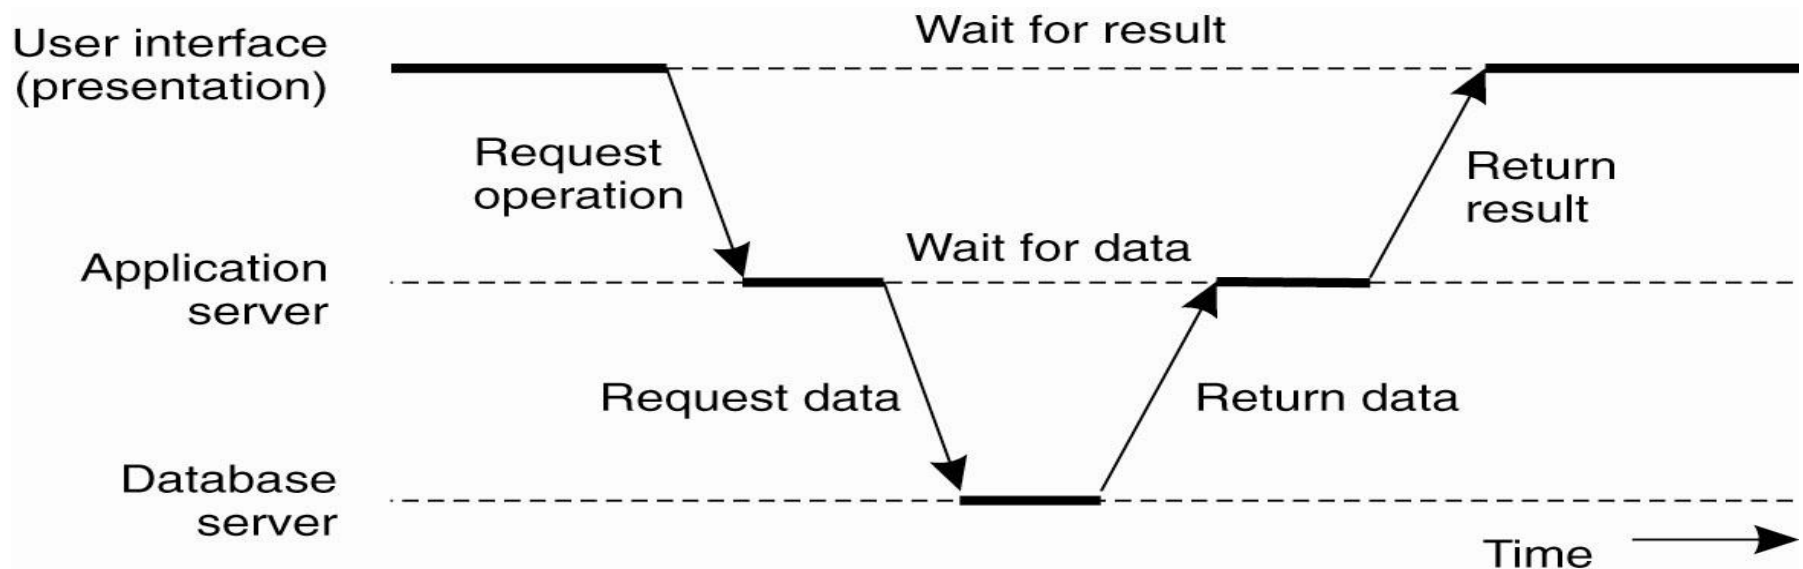 Wait for result
User interface
(presentation)
Request
operation
Return
result
Wait for data
Application
server
Request data
Return data
Database
server
Time